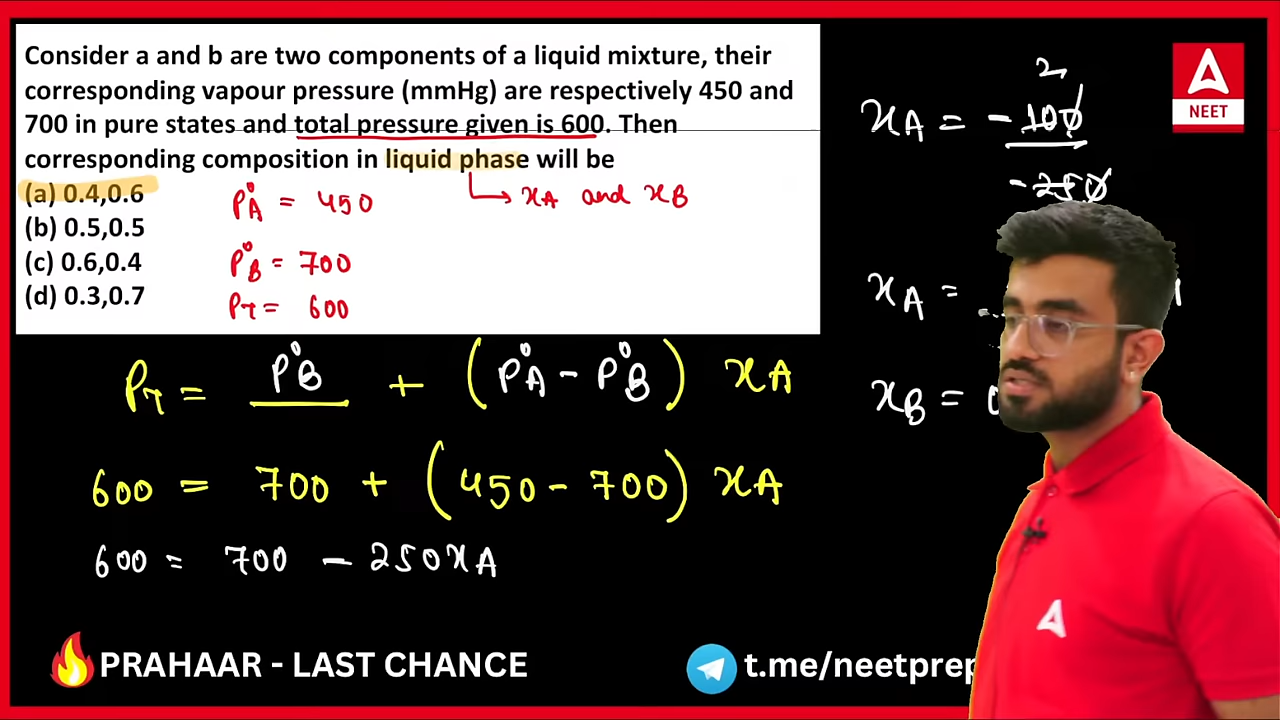 Consider a and b are two components of a liquid mixture, their
corresponding vapour pressure (mmHg) are respectively 450 and
700 in pure states and total pressure given is 600. Then
corresponding composition in liquid phase will be
(a) 0.4,0.6
(b) 0.5,0.5
(c) 0.6,0.4
(d) 0.3,0.7
P°A = 450
P°B = 700
PT = 600
xA and xB
PT = P°B + (P°A - P°B) xA
600 = 700 + (450 - 700) xA
600 = 700 - 250xA
2
xA = -100
-250
xA =
xB = 0
A
NEET
PRAHAAR - LAST CHANCE
t.me/neetprep